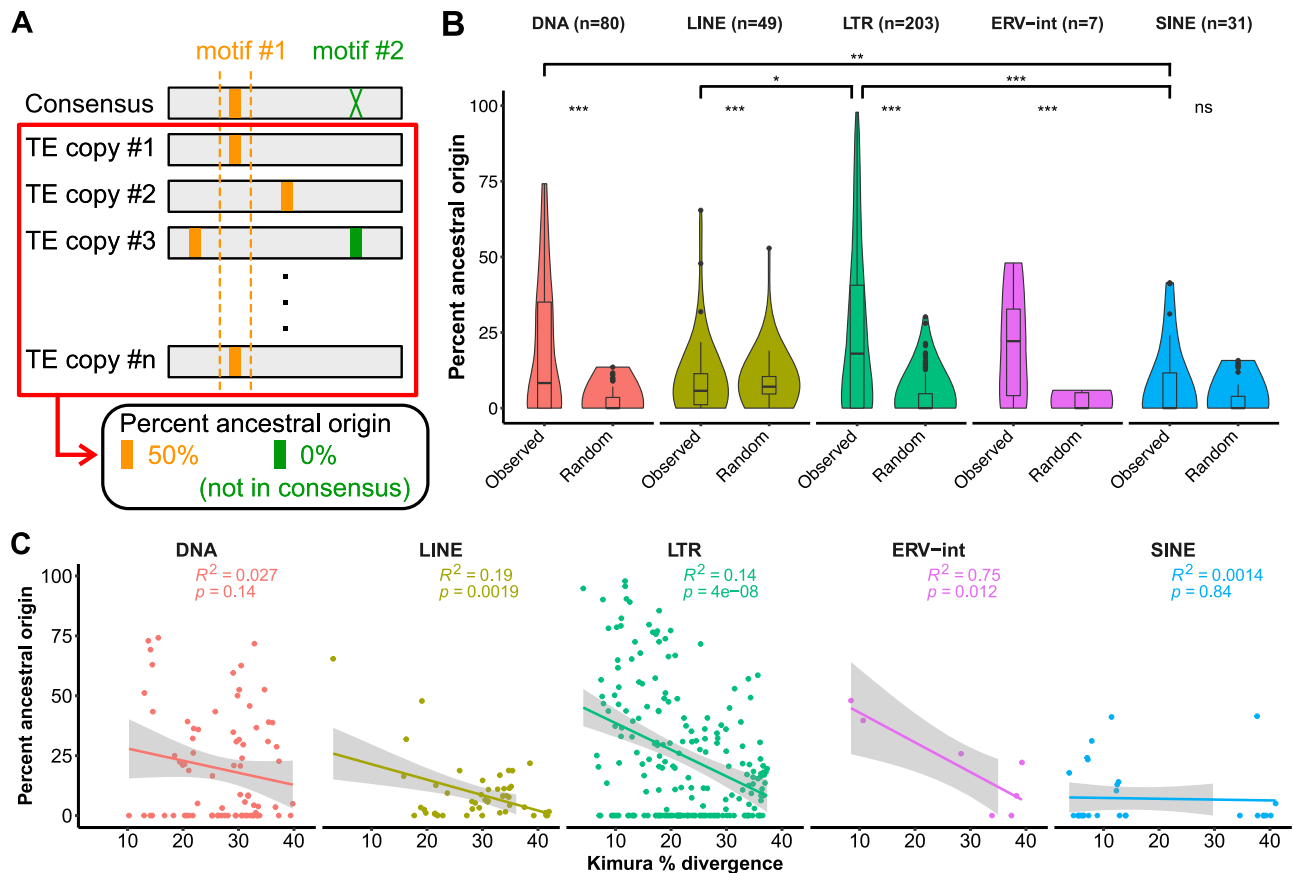 A
motif #1 motif #2
Consensus
TE copy #1
TE copy #2
TE copy #3
TE copy #n
Percent ancestral origin
50% 0%
(not in consensus)
B
DNA (n=80) LINE (n=49) LTR (n=203) ERV-int (n=7) SINE (n=31)
**
* ***
*** *** *** *** ns
Percent ancestral origin
100
75
50
25
0
Observed Random Observed Random Observed Random Observed Random Observed Random
C
DNA LINE LTR ERV−int SINE
R² = 0.027 R² = 0.19 R² = 0.14 R² = 0.75 R² = 0.0014
p = 0.14 p = 0.0019 p = 4e−08 p = 0.012 p = 0.84
Percent ancestral origin
100
75
50
25
0
10 20 30 40 10 20 30 40 10 20 30 40 10 20 30 40 10 20 30 40
Kimura % divergence